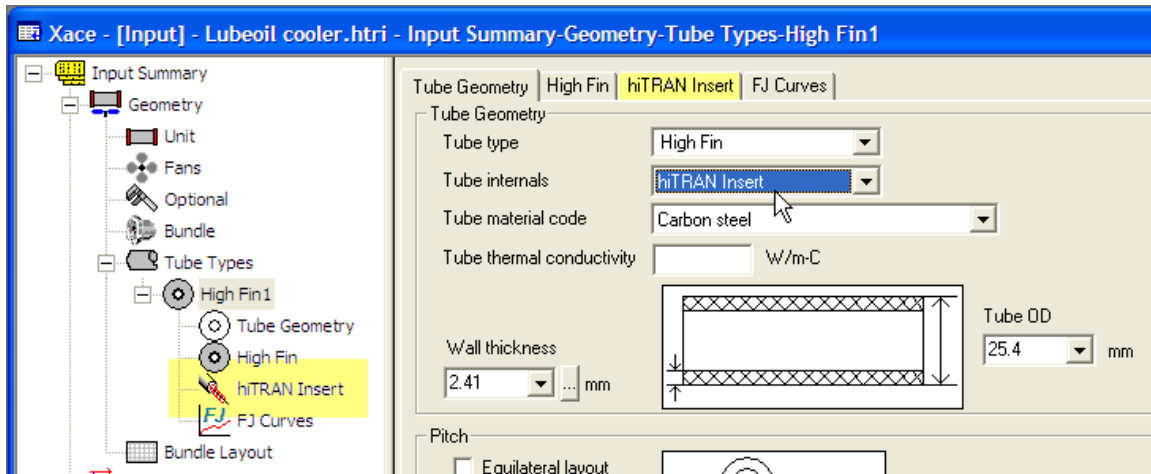 Xace - [Input] - Lubeoil cooler.htri - Input Summary-Geometry-Tube Types-High Fin1
Input Summary
Geometry
Unit
Fans
Optional
Bundle
Tube Types
High Fin1
Tube Geometry
High Fin
hiTRAN Insert
FJ
FJ Curves
Bundle Layout
Tube Geometry High Fin hiTRAN Insert FJ Curves
Tube Geometry
Tube type High Fin
Tube internals hiTRAN Insert
Tube material code Carbon steel
Tube thermal conductivity W/m-C
Wall thickness
2.41 ... mm
Tube OD
25.4 mm
Pitch
Equilateral layout